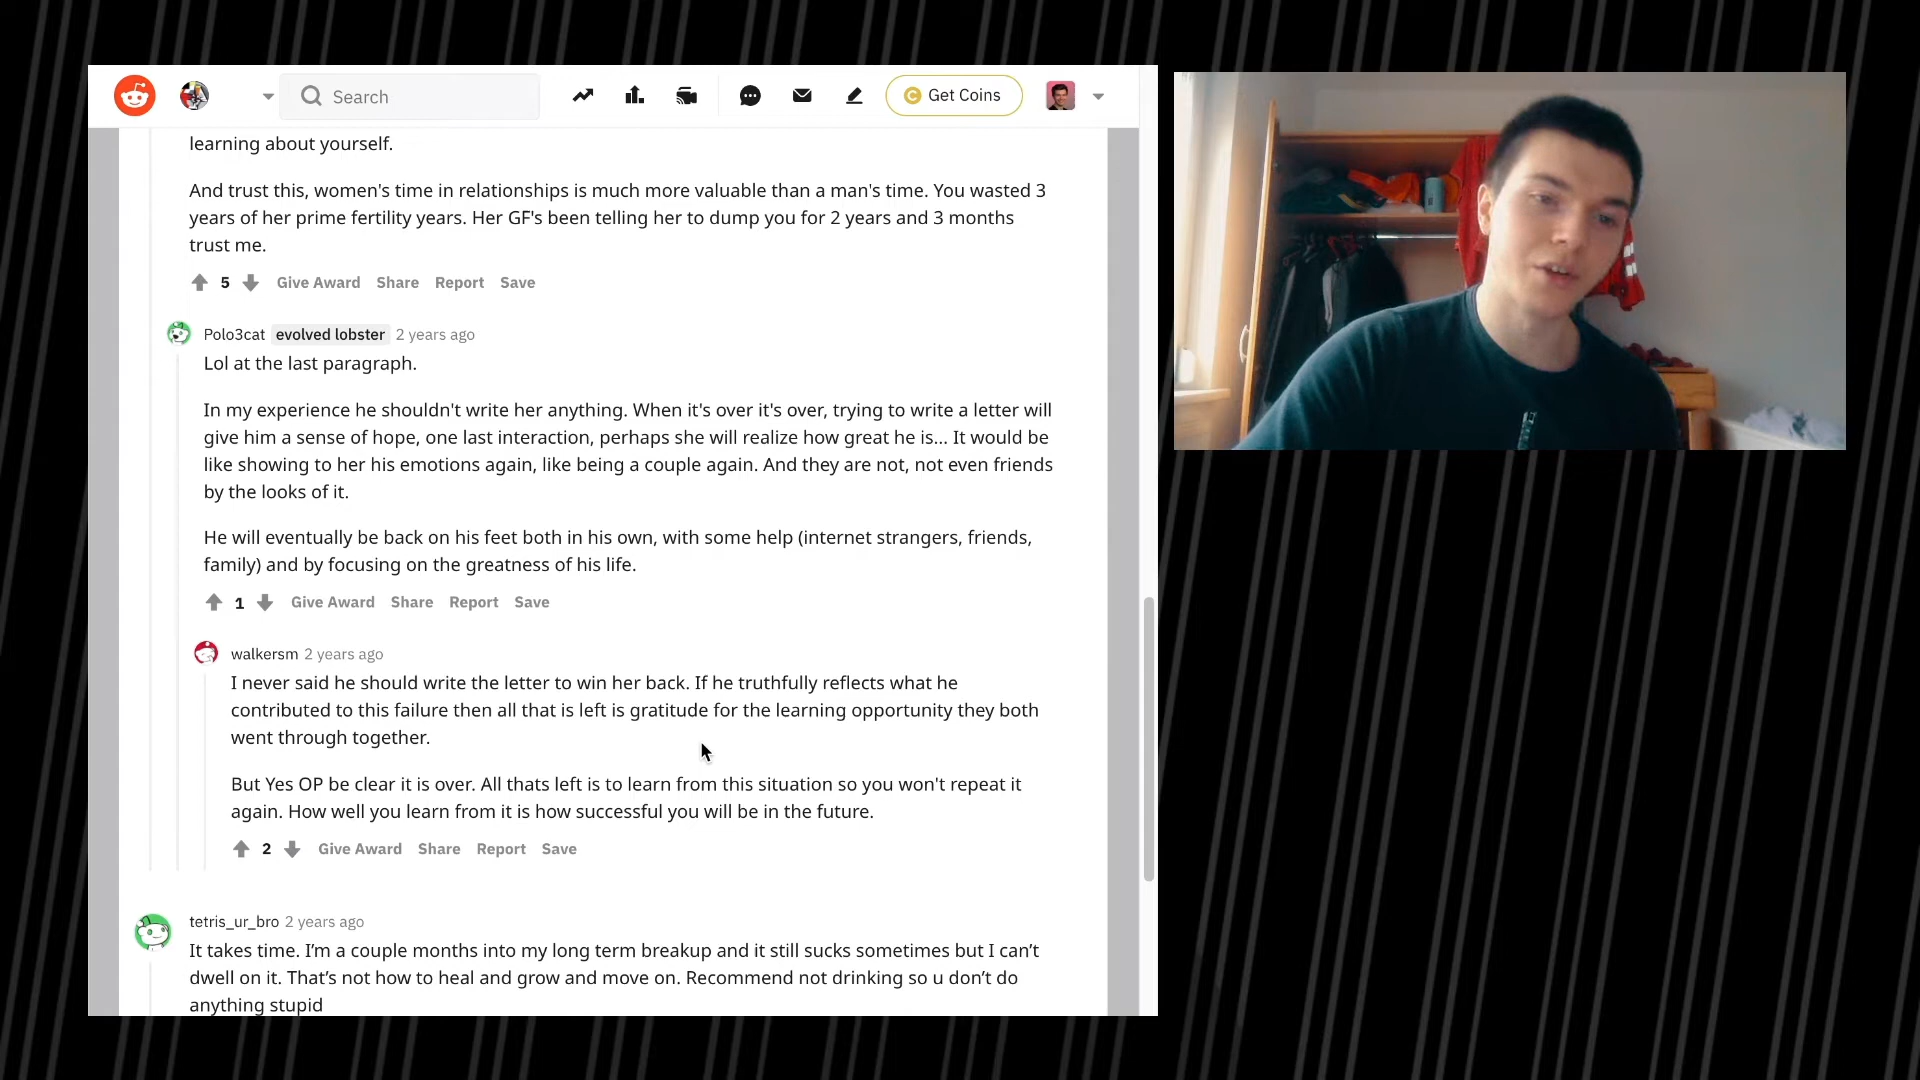 Search
Get Coins
learning about yourself.
And trust this, women's time in relationships is much more valuable than a man's time. You wasted 3
years of her prime fertility years. Her GF's been telling her to dump you for 2 years and 3 months
trust me.
5 Give Award Share Report Save
Polo3cat evolved lobster 2 years ago
Lol at the last paragraph.
In my experience he shouldn't write her anything. When it's over it's over, trying to write a letter will
give him a sense of hope, one last interaction, perhaps she will realize how great he is... It would be
like showing to her his emotions again, like being a couple again. And they are not, not even friends
by the looks of it.
He will eventually be back on his feet both in his own, with some help (internet strangers, friends,
family) and by focusing on the greatness of his life.
1 Give Award Share Report Save
walkersm 2 years ago
I never said he should write the letter to win her back. If he truthfully reflects what he
contributed to this failure then all that is left is gratitude for the learning opportunity they both
went through together.
But Yes OP be clear it is over. All thats left is to learn from this situation so you won't repeat it
again. How well you learn from it is how successful you will be in the future.
2 Give Award Share Report Save
tetris_ur_bro 2 years ago
It takes time. I’m a couple months into my long term breakup and it still sucks sometimes but I can’t
dwell on it. That’s not how to heal and grow and move on. Recommend not drinking so u don’t do
anything stupid